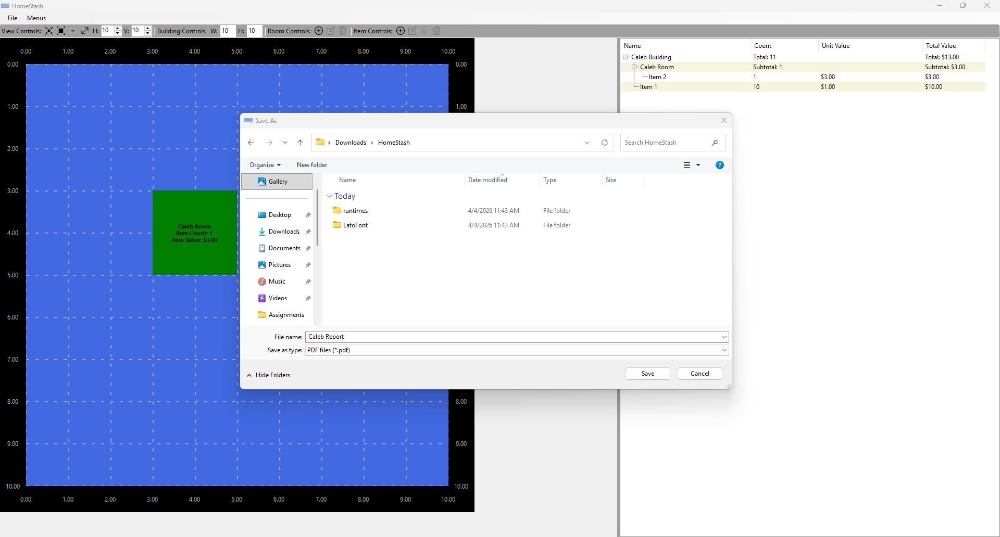 HomeStash
File Menus
View Controls: H: 10 V: 10 Building Controls: W: 10 H: 10 Room Controls: Item Controls:
0.00 1.00 2.00 3.00 4.00 5.00 6.00 7.00 8.00 9.00 10.00
0.00 0.00
1.00 1.00
2.00
3.00
4.00
5.00
6.00
7.00
8.00 8.00
9.00 9.00
10.00 10.00
0.00 1.00 2.00 3.00 4.00 5.00 6.00 7.00 8.00 9.00 10.00
Caleb Room
Item Count: 1
Item Value: $3.00
Name Count Unit Value Total Value
Caleb Building Total: 11 Total: $13.00
Caleb Room Subtotal: 1 Subtotal: $3.00
Item 2 1 $3.00 $3.00
Item 1 10 $1.00 $10.00
Save As
Downloads HomeStash
Search HomeStash
Organize New folder
Gallery
Desktop
Downloads
Documents
Pictures
Music
Videos
Assignments
Name Date modified Type Size
Today
runtimes 4/4/2026 11:43 AM File folder
LatoFont 4/4/2026 11:43 AM File folder
File name: Caleb Report
Save as type: PDF files (*.pdf)
Hide Folders Save Cancel